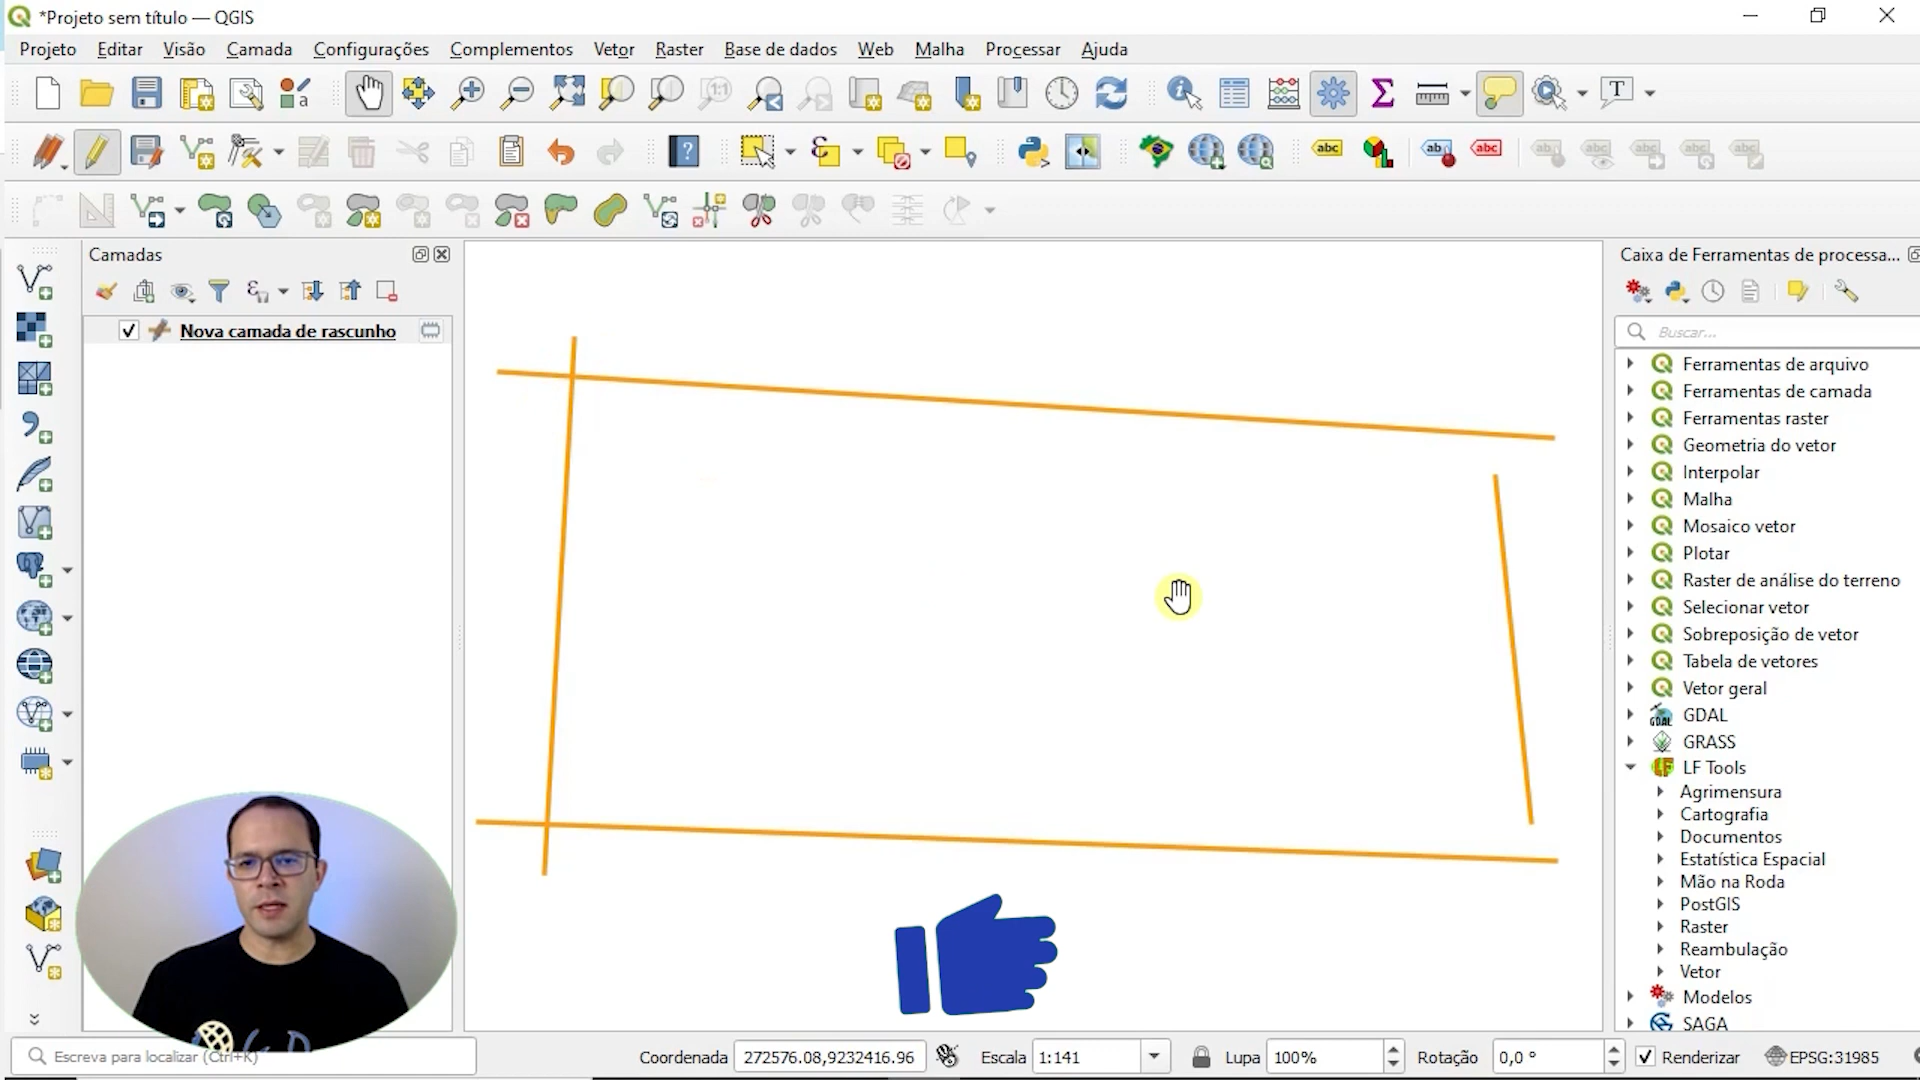 *Projeto sem título — QGIS
Projeto Editar Visão Camada Configurações Complementos Vetor Raster Base de dados Web Malha Processar Ajuda
Camadas
Nova camada de rascunho
Caixa de Ferramentas de processa...
Buscar...
Ferramentas de arquivo
Ferramentas de camada
Ferramentas raster
Geometria do vetor
Interpolar
Malha
Mosaico vetor
Plotar
Raster de análise do terreno
Selecionar vetor
Sobreposição de vetor
Tabela de vetores
Vetor geral
GDAL
GRASS
LF Tools
Agrimensura
Cartografia
Documentos
Estatística Espacial
Mão na Roda
PostGIS
Raster
Reambulação
Vetor
Modelos
SAGA
Escreva para localizar (Ctrl+K) Coordenada 272576.08,9232416.96 Escala 1:141 Lupa 100% Rotação 0,0 ° Renderizar EPSG:31985